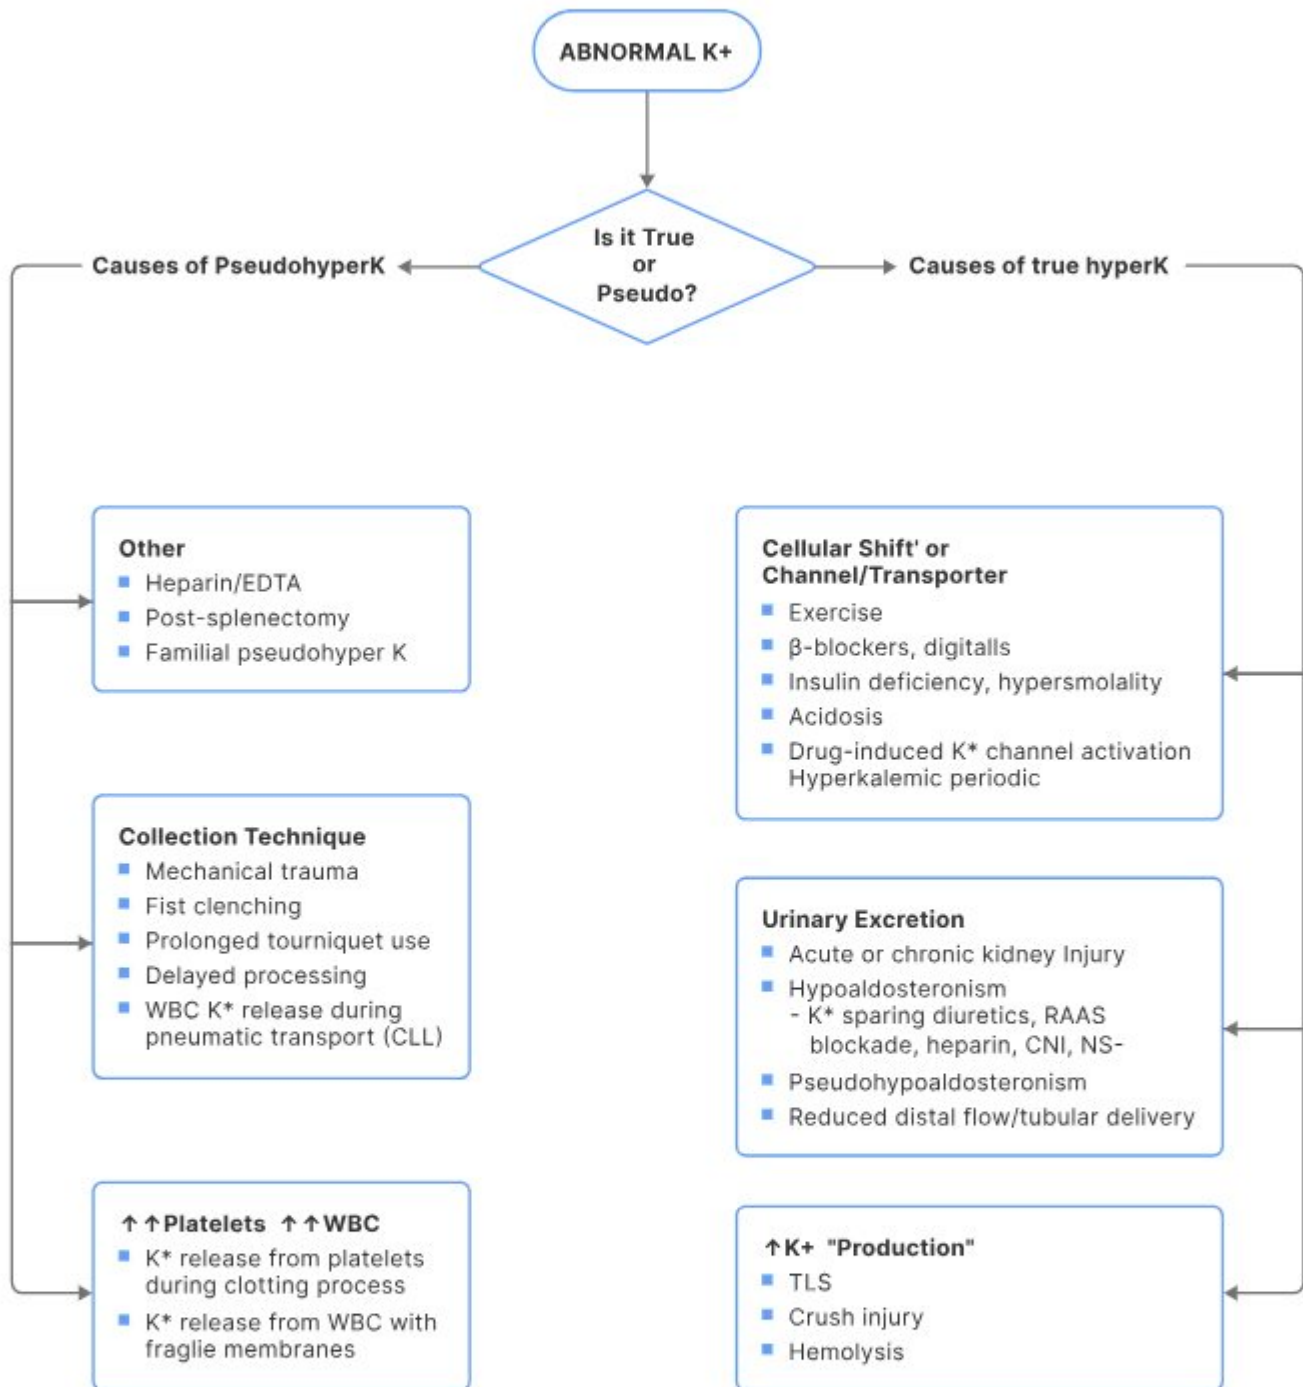 ABNORMAL K+
Is it True
or
Pseudo?
Causes of PseudohyperK
Causes of true hyperK
Other
Heparin/EDTA
Post-splenectomy
Familial pseudohyper K
Collection Technique
Mechanical trauma
Fist clenching
Prolonged tourniquet use
Delayed processing
WBC K* release during
pneumatic transport (CLL)
↑↑Platelets ↑↑WBC
K* release from platelets
during clotting process
K* release from WBC with
fraglie membranes
Cellular Shift' or
Channel/Transporter
Exercise
β-blockers, digitalls
Insulin deficiency, hypersmolality
Acidosis
Drug-induced K* channel activation
Hyperkalemic periodic
Urinary Excretion
Acute or chronic kidney Injury
Hypoaldosteronism
- K* sparing diuretics, RAAS
blockade, heparin, CNI, NS-
Pseudohypoaldosteronism
Reduced distal flow/tubular delivery
↑K+ "Production"
TLS
Crush injury
Hemolysis